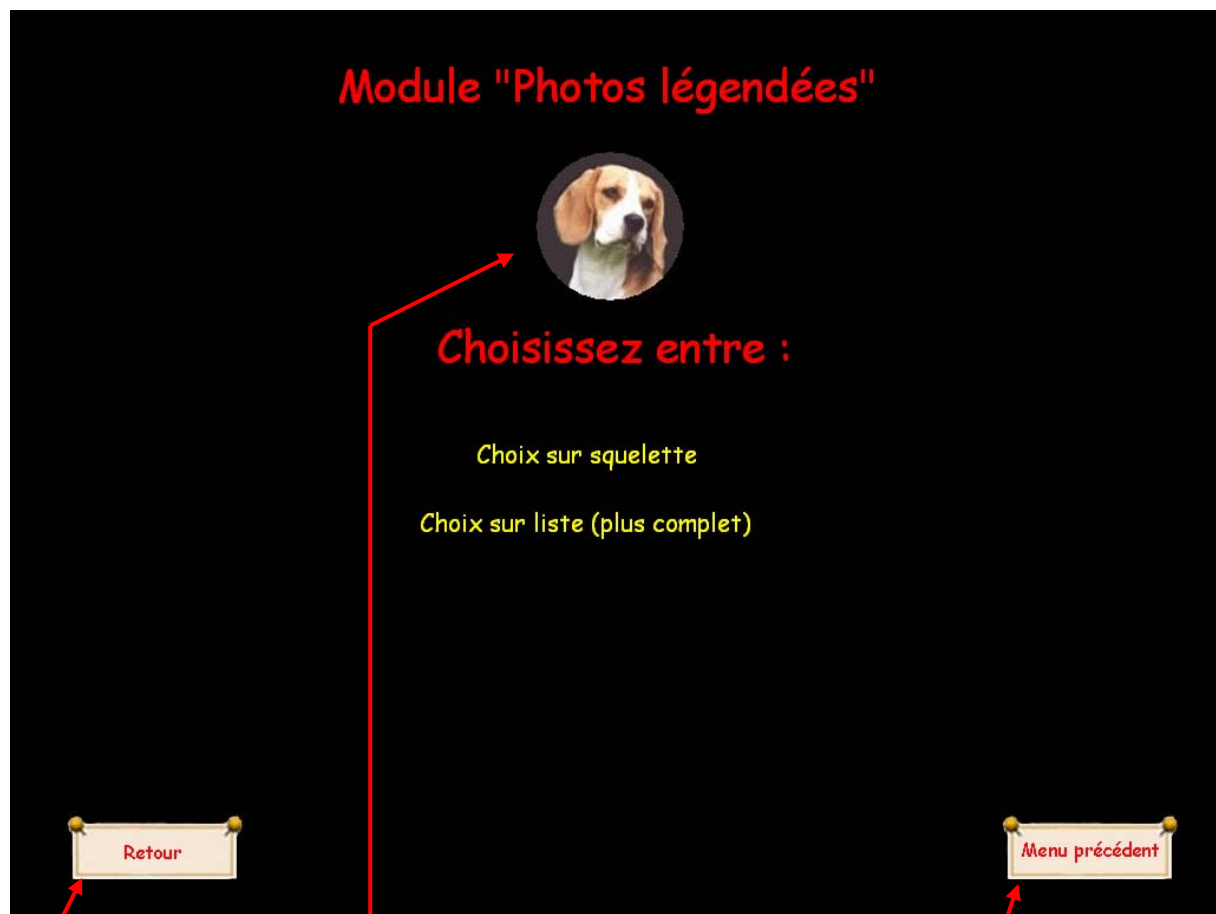 Module "Photos légendées"
Choisissez entre :
Choix sur squelette
Choix sur liste (plus complet)
Retour
Menu précédent